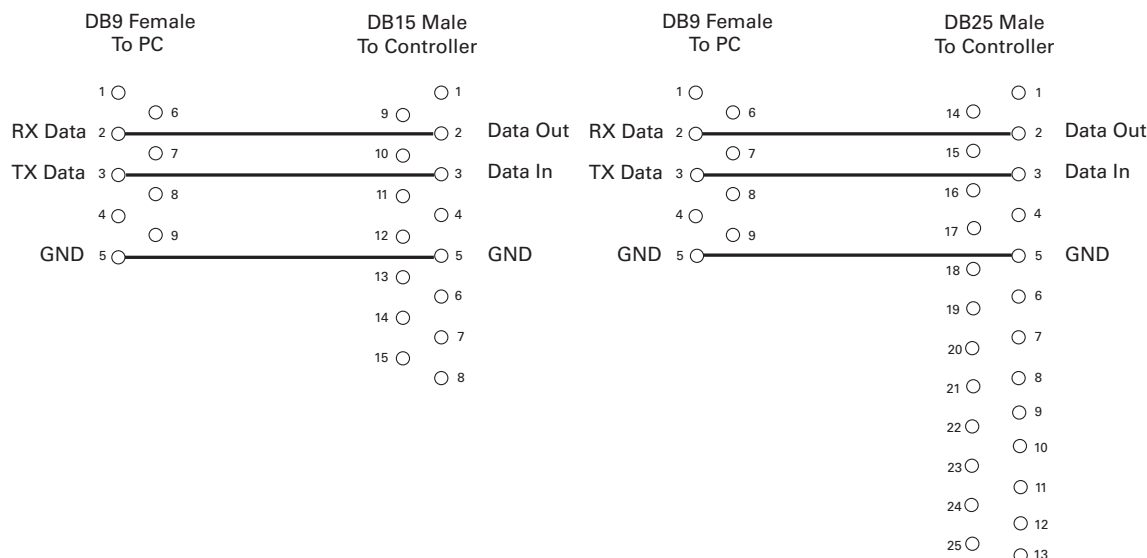 DB9 Female
To PC
DB15 Male
To Controller
1
6
9
1
RX Data 2
2 Data Out
7
10
TX Data 3
3 Data In
8
11
4
4
9
12
GND 5
5 GND
13
6
14
7
15
8
DB9 Female
To PC
DB25 Male
To Controller
1
1
6
14
RX Data 2
2 Data Out
7
15
TX Data 3
3 Data In
8
16
4
4
9
17
GND 5
5 GND
18
6
19
7
20
8
21
9
22
10
23
11
24
12
25
13